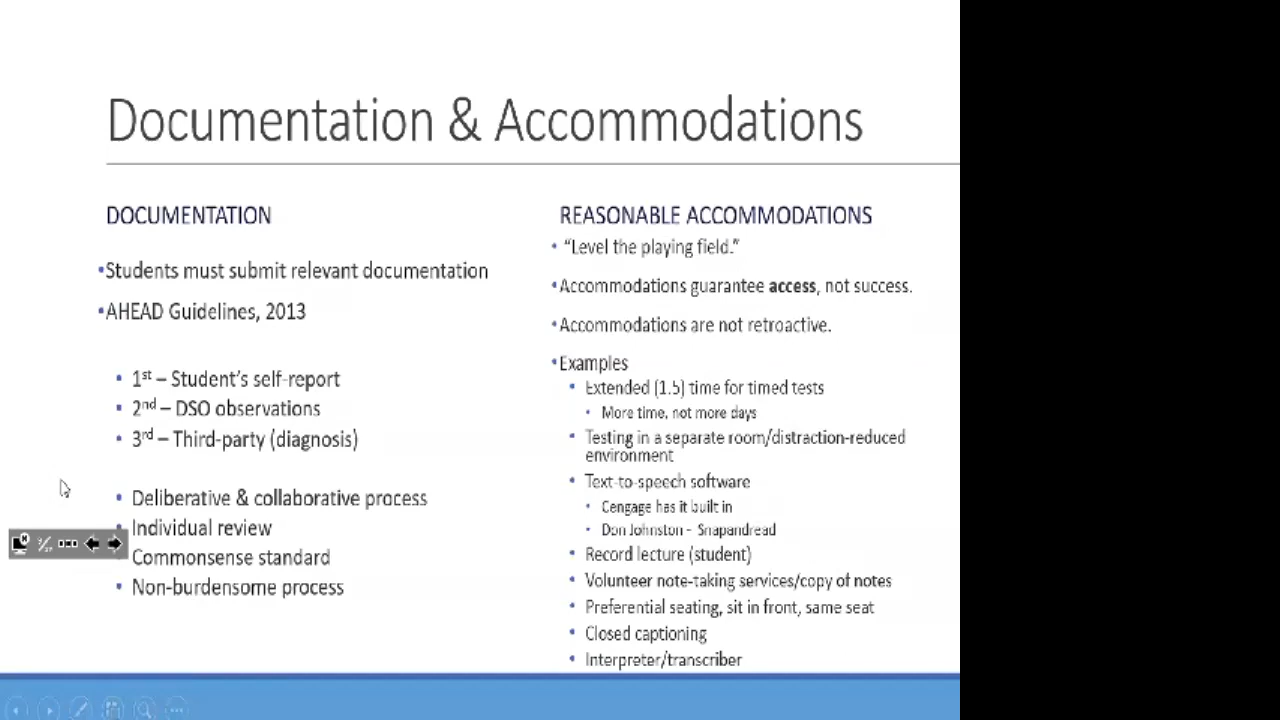 Documentation & Accommodations
DOCUMENTATION
•Students must submit relevant documentation
•AHEAD Guidelines, 2013
• 1st – Student's self-report
• 2nd – DSO observations
• 3rd – Third-party (diagnosis)
• Deliberative & collaborative process
• Individual review
• Commonsense standard
• Non-burdensome process
REASONABLE ACCOMMODATIONS
• “Level the playing field.”
•Accommodations guarantee access, not success.
•Accommodations are not retroactive.
•Examples
• Extended (1.5) time for timed tests
• More time, not more days
• Testing in a separate room/distraction-reduced
environment
• Text-to-speech software
• Cengage has it built in
• Don Johnston - Snapandread
• Record lecture (student)
• Volunteer note-taking services/copy of notes
• Preferential seating, sit in front, same seat
• Closed captioning
• Interpreter/transcriber